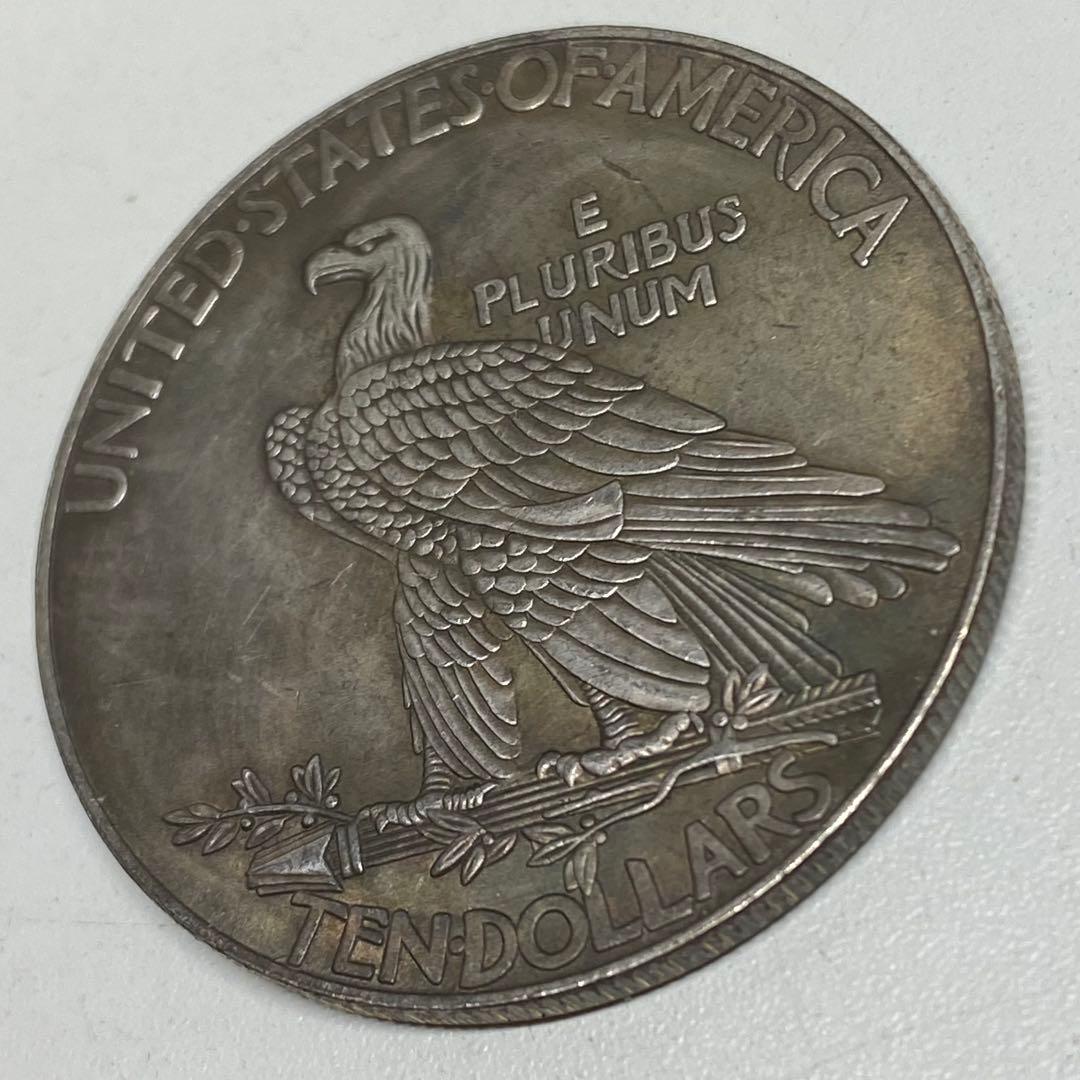 UNITED·STATES·OF·AMERICA
E
PLURIBUS
UNUM
TEN·DOLLARS